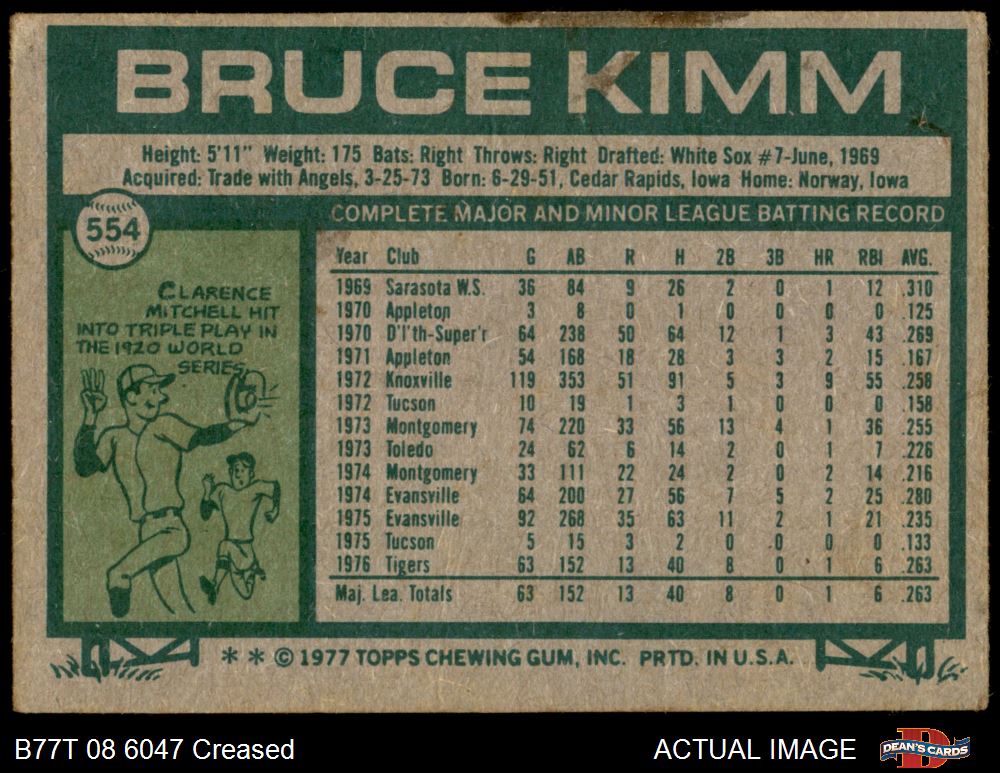 BRUCE KIMM
Height: 5'11" Weight: 175 Bats: Right Throws: Right Drafted: White Sox #7-June, 1969
Acquired: Trade with Angels, 3-25-73 Born: 6-29-51, Cedar Rapids, Iowa Home: Norway, Iowa
554
CLARENCE
MITCHELL HIT
INTO TRIPLE PLAY IN
THE 1920 WORLD
SERIES.
COMPLETE MAJOR AND MINOR LEAGUE BATTING RECORD
Year Club G AB R H 2B 3B HR RBI AVG.
1969 Sarasota W.S. 36 84 9 26 2 0 1 12 .310
1970 Appleton 3 8 0 1 0 0 0 0 .125
1970 D'l'th-Super'r 64 238 50 64 12 1 3 43 .269
1971 Appleton 54 168 18 28 3 3 2 15 .167
1972 Knoxville 119 353 51 91 5 3 9 55 .258
1972 Tucson 10 19 1 3 1 0 0 0 .158
1973 Montgomery 74 220 33 56 13 4 1 36 .255
1973 Toledo 24 62 6 14 2 0 1 7 .226
1974 Montgomery 33 111 22 24 2 0 2 14 .216
1974 Evansville 64 200 27 56 7 5 2 25 .280
1975 Evansville 92 268 35 63 11 2 1 21 .235
1975 Tucson 5 15 3 2 0 0 0 0 .133
1976 Tigers 63 152 13 40 8 0 1 6 .263
Maj. Lea. Totals 63 152 13 40 8 0 1 6 .263
* * © 1977 TOPPS CHEWING GUM, INC. PRTD. IN U.S.A.
B77T 08 6047 Creased
ACTUAL IMAGE
DEAN'S CARDS